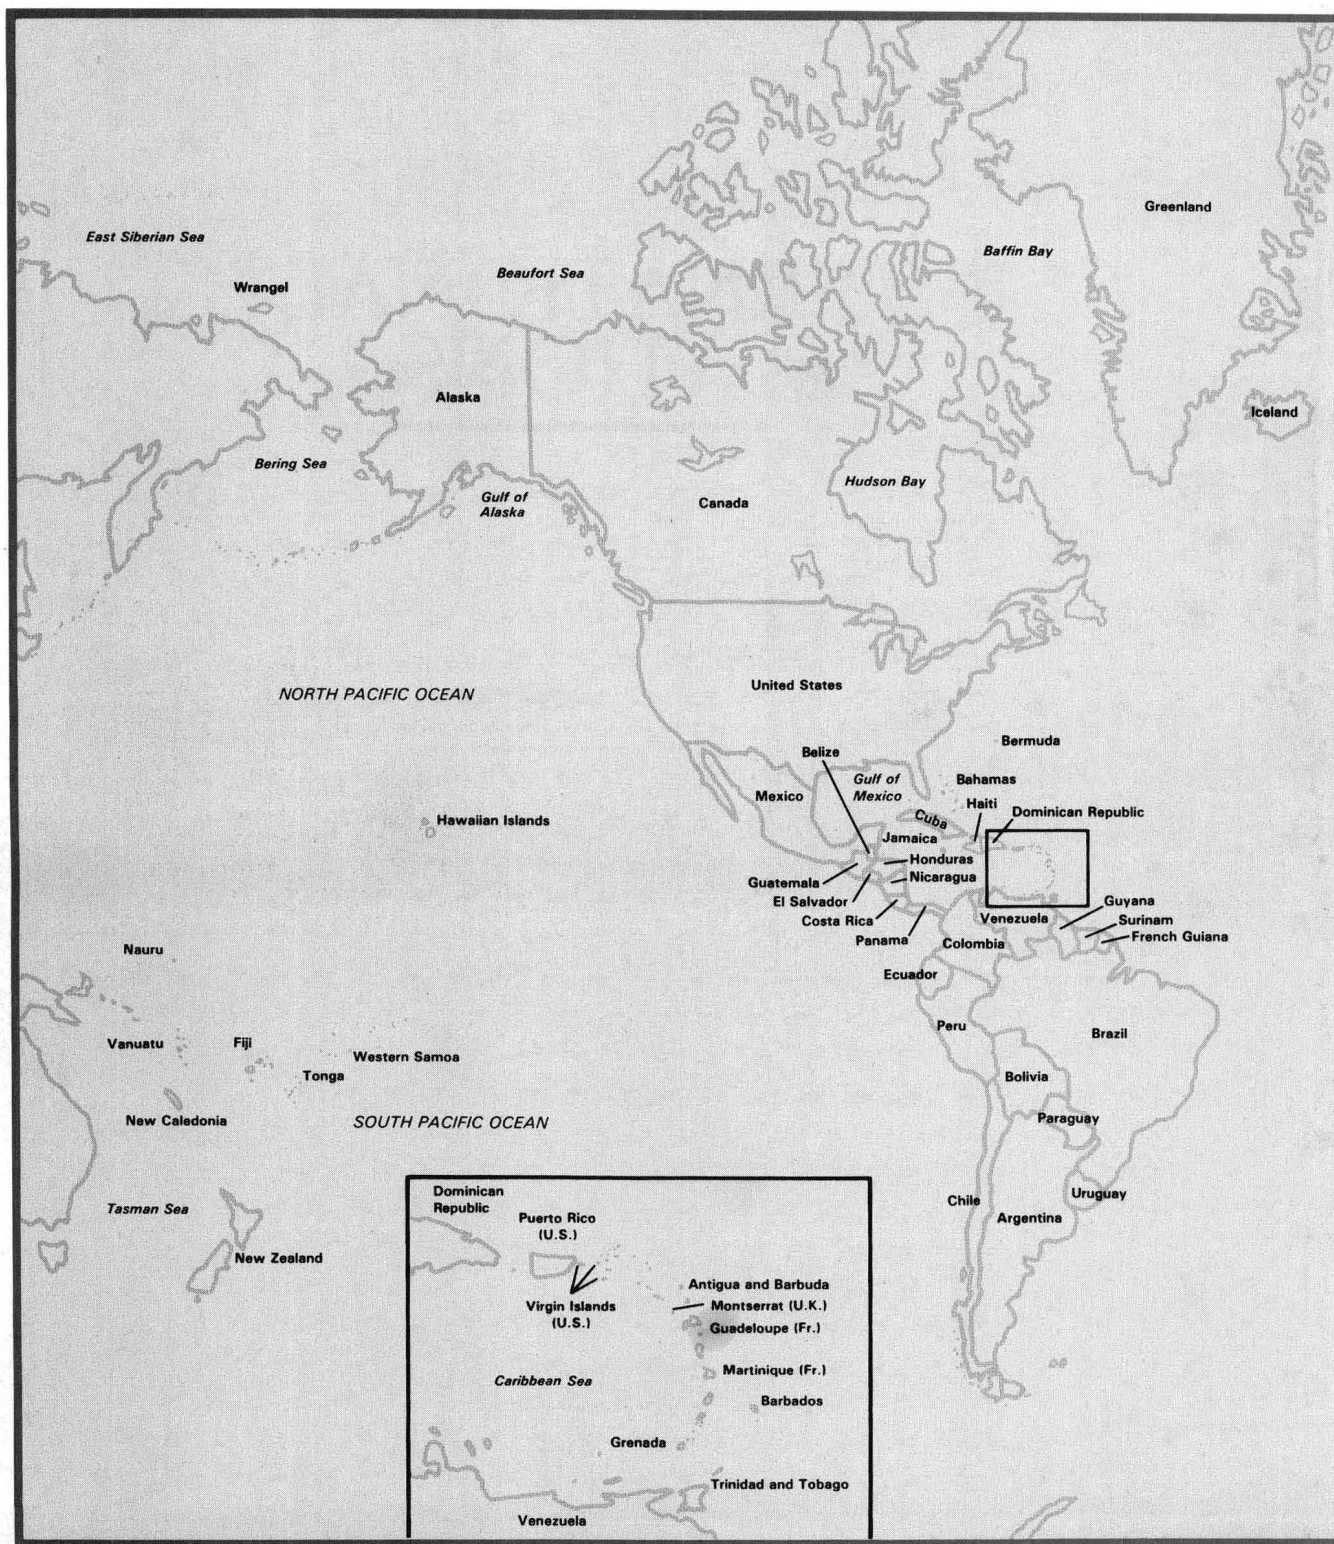 Greenland
East Siberian Sea
Baffin Bay
Beaufort Sea
Wrangel
Alaska
Iceland
Bering Sea
Hudson Bay
Gulf of
Alaska
Canada
United States
NORTH PACIFIC OCEAN
Bermuda
Belize
Gulf of
Mexico
Bahamas
Mexico
Haiti
Dominican Republic
Cuba
Hawaiian Islands
Jamaica
Honduras
Guatemala
Nicaragua
El Salvador
Costa Rica
Panama
Venezuela
Guyana
Surinam
French Guiana
Colombia
Nauru
Ecuador
Peru
Brazil
Vanuatu
Fiji
Western Samoa
Tonga
Bolivia
New Caledonia
SOUTH PACIFIC OCEAN
Paraguay
Chile
Uruguay
Argentina
Tasman Sea
New Zealand
Dominican
Republic
Puerto Rico
(U.S.)
Virgin Islands
(U.S.)
Antigua and Barbuda
Montserrat (U.K.)
Guadeloupe (Fr.)
Martinique (Fr.)
Caribbean Sea
Barbados
Grenada
Trinidad and Tobago
Venezuela